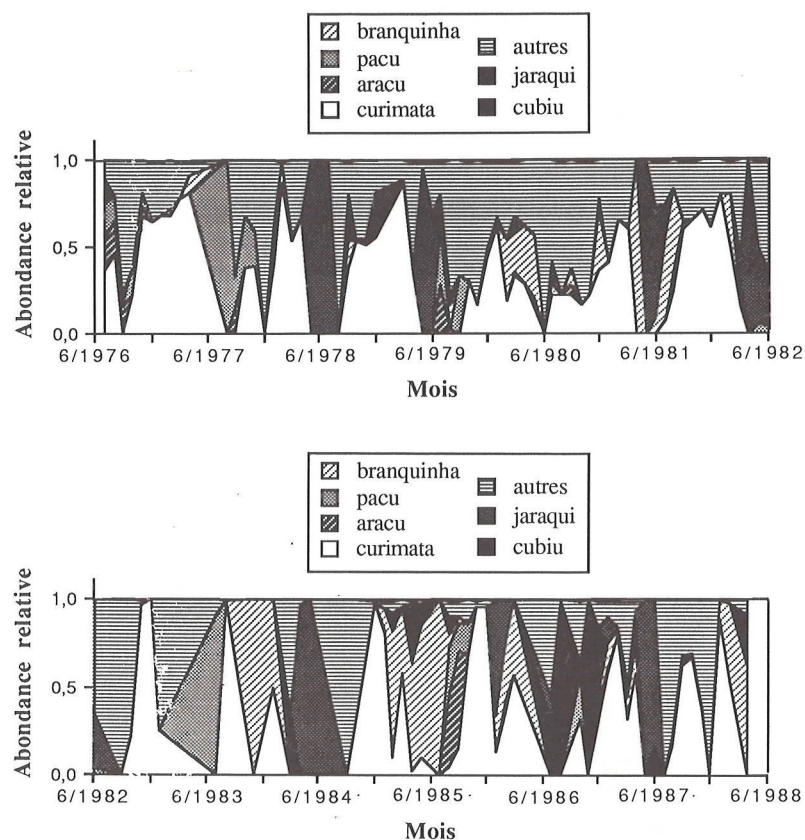 branquinha
pacu
aracu
curimata
autres
jaraqui
cubiu
Abondance relative
1,0
0,5
0,0
6/1976 6/1977 6/1978 6/1979 6/1980 6/1981 6/1982
Mois
branquinha
pacu
aracu
curimata
autres
jaraqui
cubiu
Abondance relative
1,0
0,5
0,0
6/1982 6/1983 6/1984 6/1985 6/1986 6/1987 6/1988
Mois